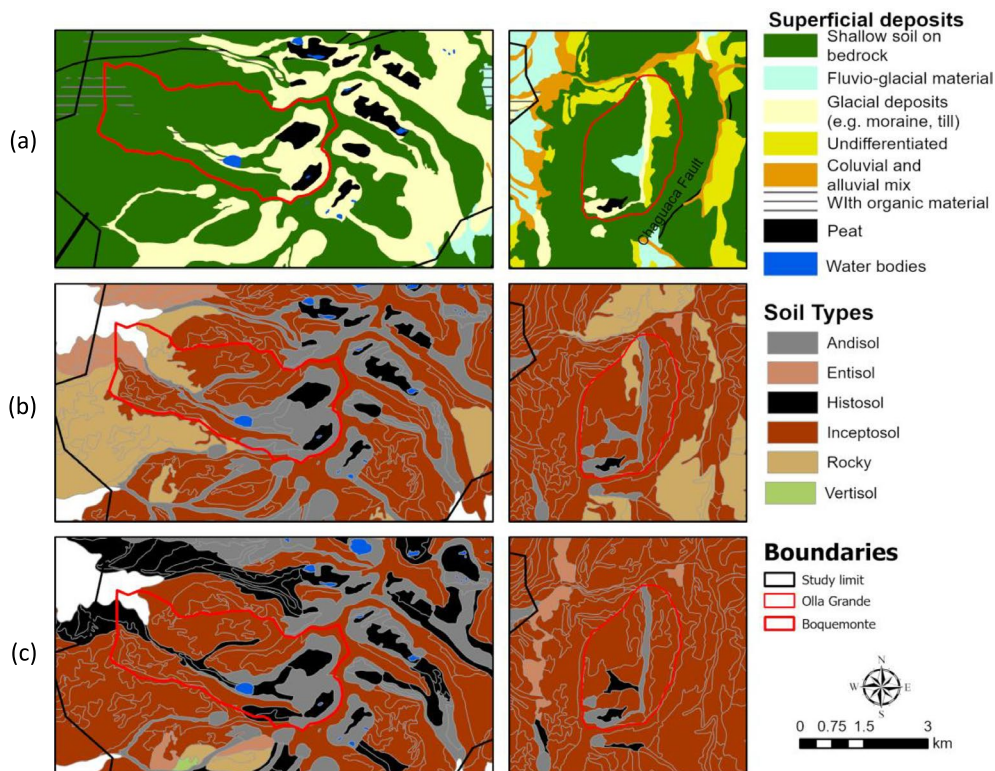 (a)
Chaguaca Fault
Superficial deposits
Shallow soil on
bedrock
Fluvio-glacial material
Glacial deposits
(e.g. moraine, till)
Undifferentiated
Coluvial and
alluvial mix
WIth organic material
Peat
Water bodies
(b)
Soil Types
Andisol
Entisol
Histosol
Inceptosol
Rocky
Vertisol
(c)
Boundaries
Study limit
Olla Grande
Boquemonte
N
W E
S
0 0.75 1.5 3
km